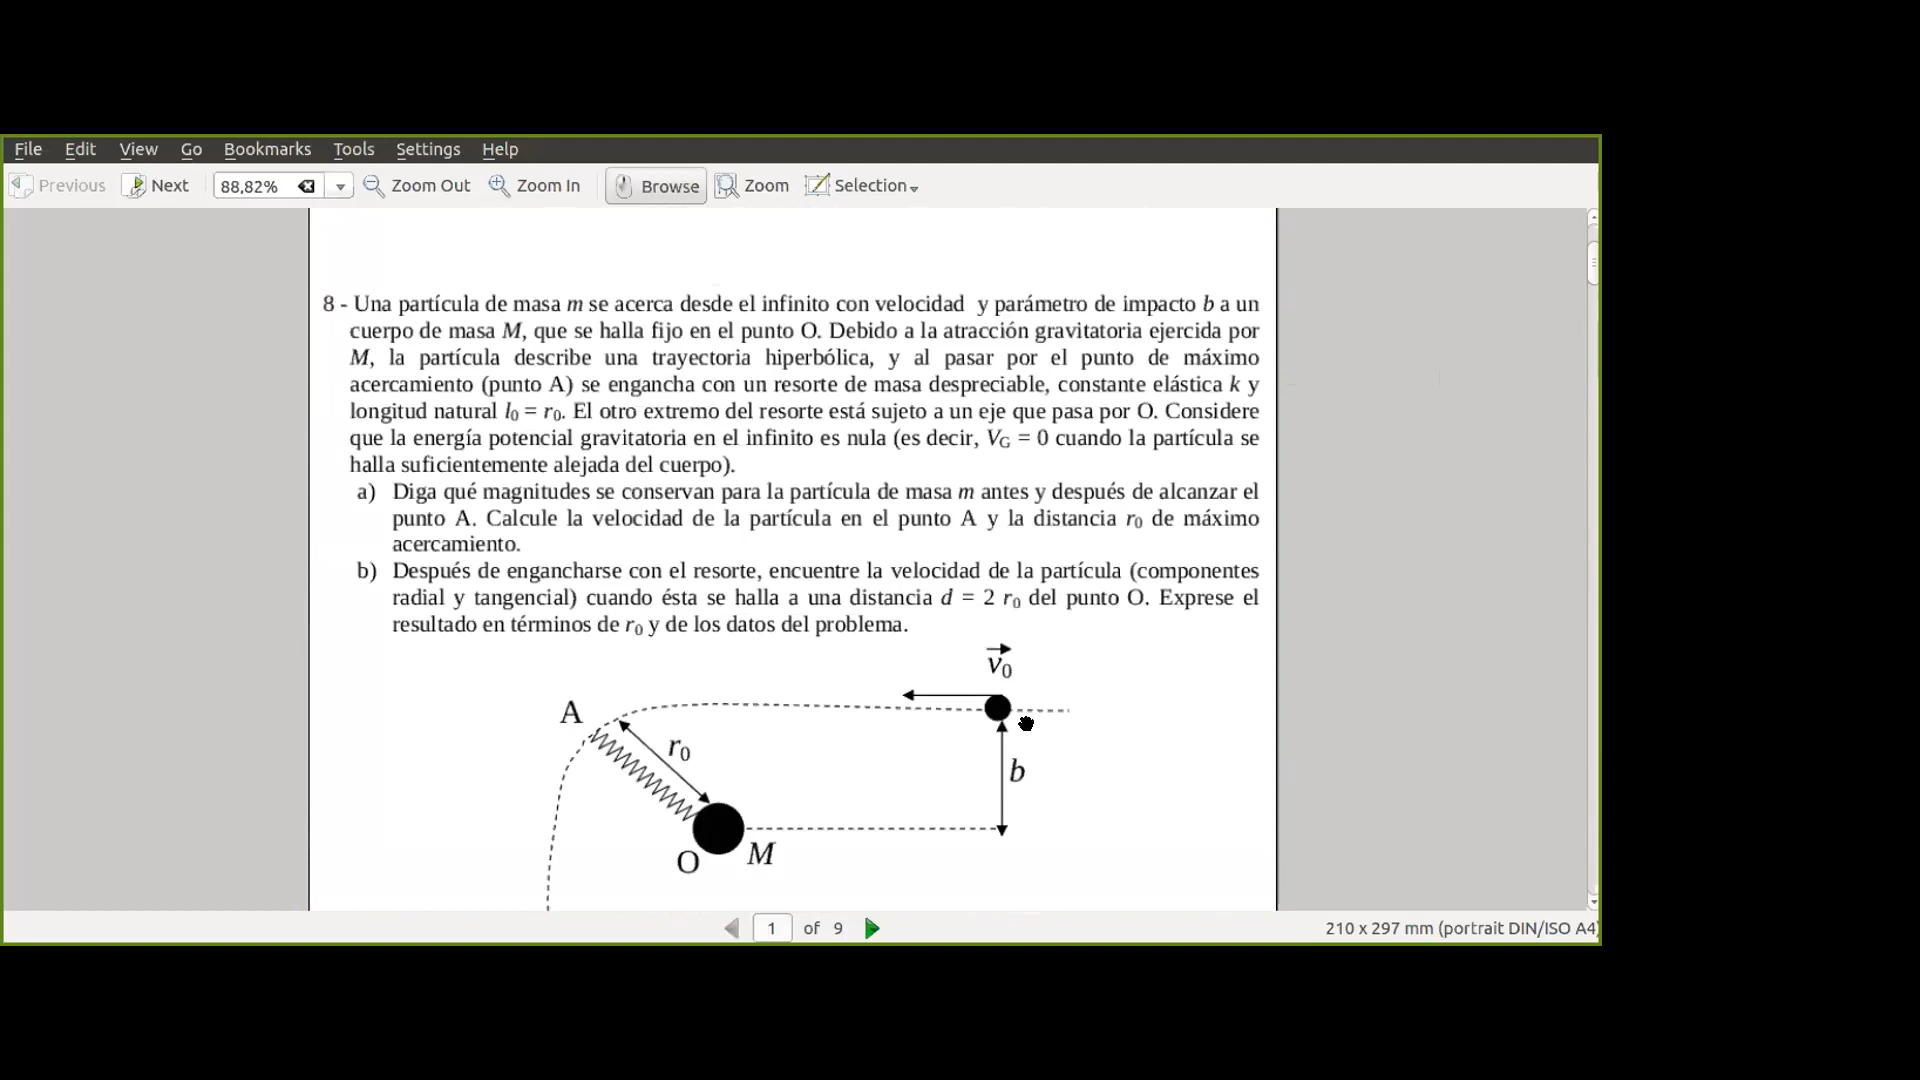 File Edit View Go Bookmarks Tools Settings Help
Previous Next 88,82% Zoom Out Zoom In Browse Zoom Selection
8 - Una partícula de masa m se acerca desde el infinito con velocidad y parámetro de impacto b a un
cuerpo de masa M, que se halla fijo en el punto O. Debido a la atracción gravitatoria ejercida por
M, la partícula describe una trayectoria hiperbólica, y al pasar por el punto de máximo
acercamiento (punto A) se engancha con un resorte de masa despreciable, constante elástica k y
longitud natural l₀ = r₀. El otro extremo del resorte está sujeto a un eje que pasa por O. Considere
que la energía potencial gravitatoria en el infinito es nula (es decir, V_G = 0 cuando la partícula se
halla suficientemente alejada del cuerpo).
a) Diga qué magnitudes se conservan para la partícula de masa m antes y después de alcanzar el
punto A. Calcule la velocidad de la partícula en el punto A y la distancia r₀ de máximo
acercamiento.
b) Después de engancharse con el resorte, encuentre la velocidad de la partícula (componentes
radial y tangencial) cuando ésta se halla a una distancia d = 2 r₀ del punto O. Exprese el
resultado en términos de r₀ y de los datos del problema.
v₀
A
r₀
b
O M
1 of 9
210 x 297 mm (portrait DIN/ISO A4)